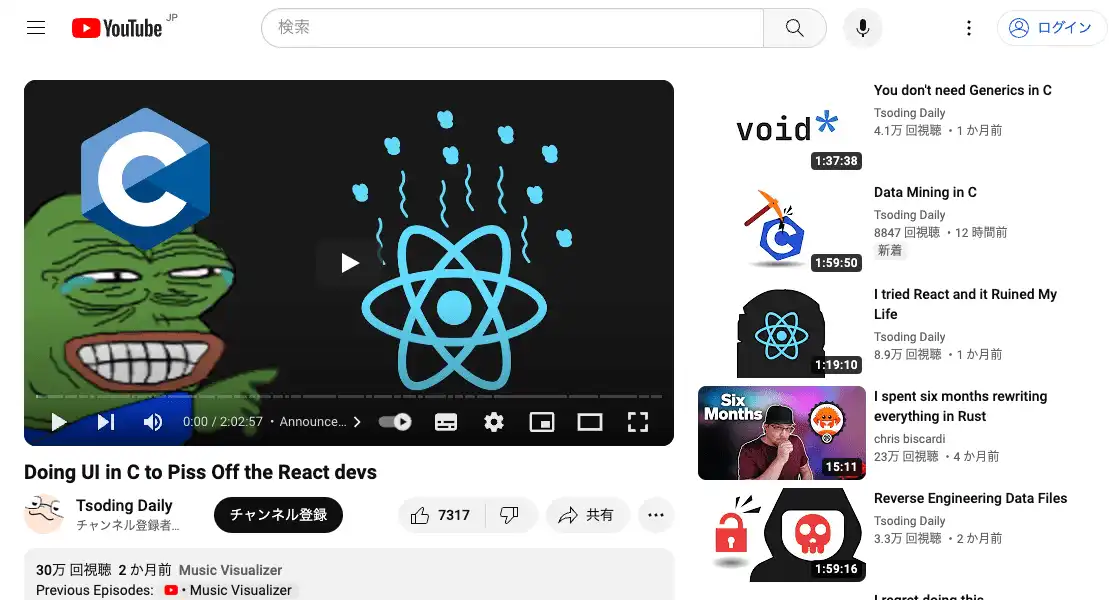 YouTube JP
検索
ログイン
C
0:00 / 2:02:57 • Announce...
Doing UI in C to Piss Off the React devs
Tsoding Daily
チャンネル登録者...
チャンネル登録
7317
共有
30万 回視聴 2 か月前 Music Visualizer
Previous Episodes: • Music Visualizer
void*
1:37:38
You don't need Generics in C
Tsoding Daily
4.1万 回視聴 • 1 か月前
C
1:59:50
Data Mining in C
Tsoding Daily
8847 回視聴 • 12 時間前
新着
1:19:10
I tried React and it Ruined My
Life
Tsoding Daily
8.9万 回視聴 • 1 か月前
Six
Months
15:11
I spent six months rewriting
everything in Rust
chris biscardi
23万 回視聴 • 4 か月前
1:59:16
Reverse Engineering Data Files
Tsoding Daily
3.3万 回視聴 • 2 か月前
I regret doing this